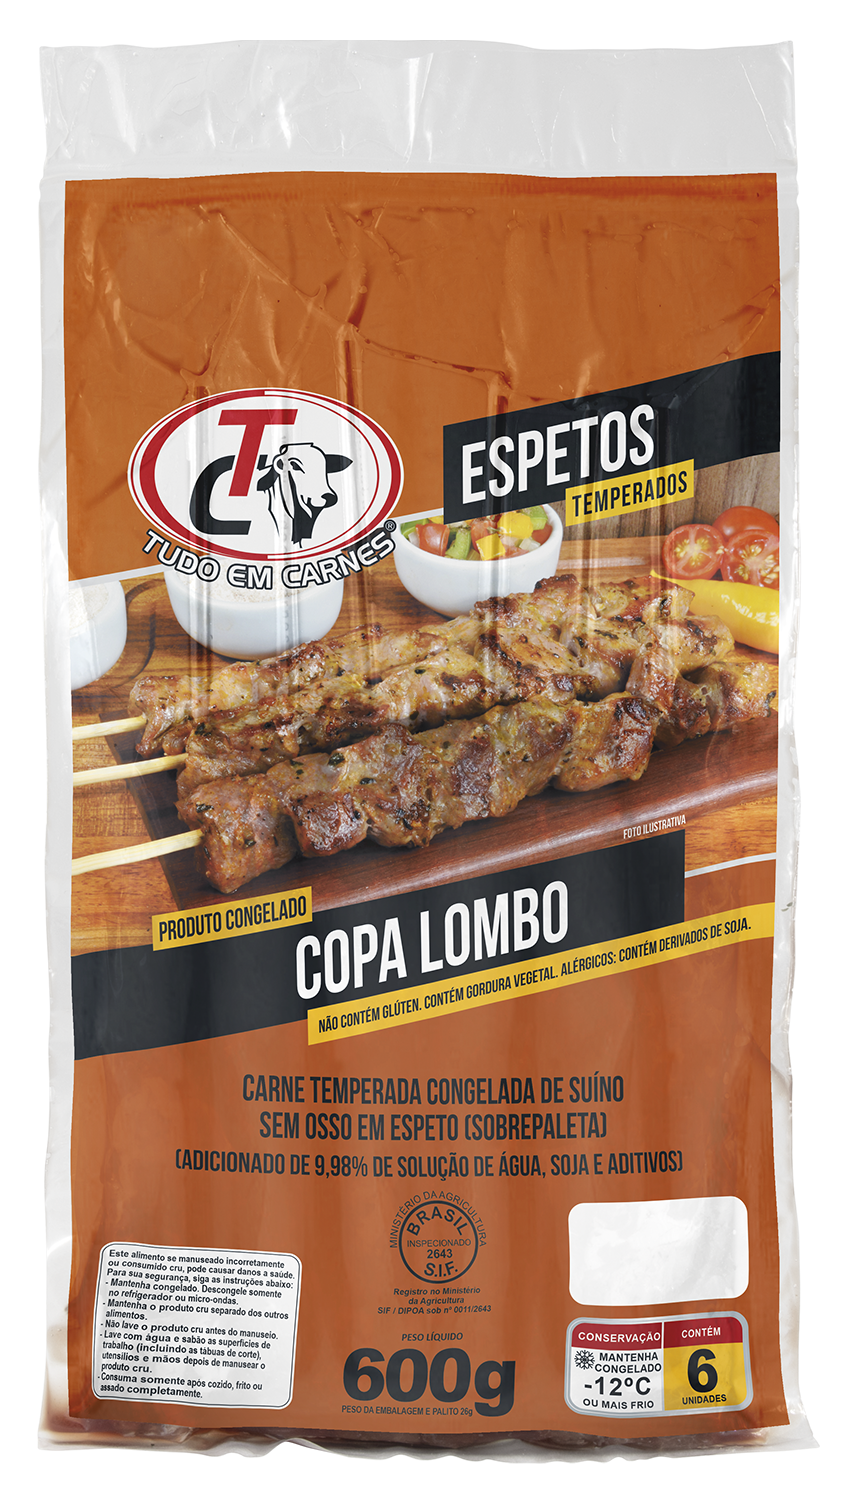 ESPETOS
TEMPERADOS
TC
TUDO EM CARNES®
FOTO ILUSTRATIVA
PRODUTO CONGELADO
COPA LOMBO
NÃO CONTÉM GLÚTEN. CONTÉM GORDURA VEGETAL. ALÉRGICOS: CONTÉM DERIVADOS DE SOJA.
CARNE TEMPERADA CONGELADA DE SUÍNO
SEM OSSO EM ESPETO (SOBREPALETA)
(ADICIONADO DE 9,98% DE SOLUÇÃO DE ÁGUA, SOJA E ADITIVOS)
MINISTÉRIO DA AGRICULTURA
BRASIL
INSPECIONADO
2643
S.I.F.
Registro no Ministério
da Agricultura
SIF / DIPOA sob nº 0011/2643
Este alimento se manuseado incorretamente
ou consumido cru, pode causar danos a saúde.
Para sua segurança, siga as instruções abaixo:
- Mantenha congelado. Descongele somente
no refrigerador ou micro-ondas.
- Mantenha o produto cru separado dos outros
alimentos.
- Não lave o produto cru antes do manuseio.
- Lave com água e sabão as superfícies de
trabalho (incluindo as tábuas de corte),
utensílios e mãos depois de manusear o
produto cru.
- Consuma somente após cozido, frito ou
assado completamente.
PESO LÍQUIDO
600g
PESO DA EMBALAGEM E PALITO 26g
CONSERVAÇÃO
MANTENHA
CONGELADO
-12ºC
OU MAIS FRIO
CONTÉM
6
UNIDADES